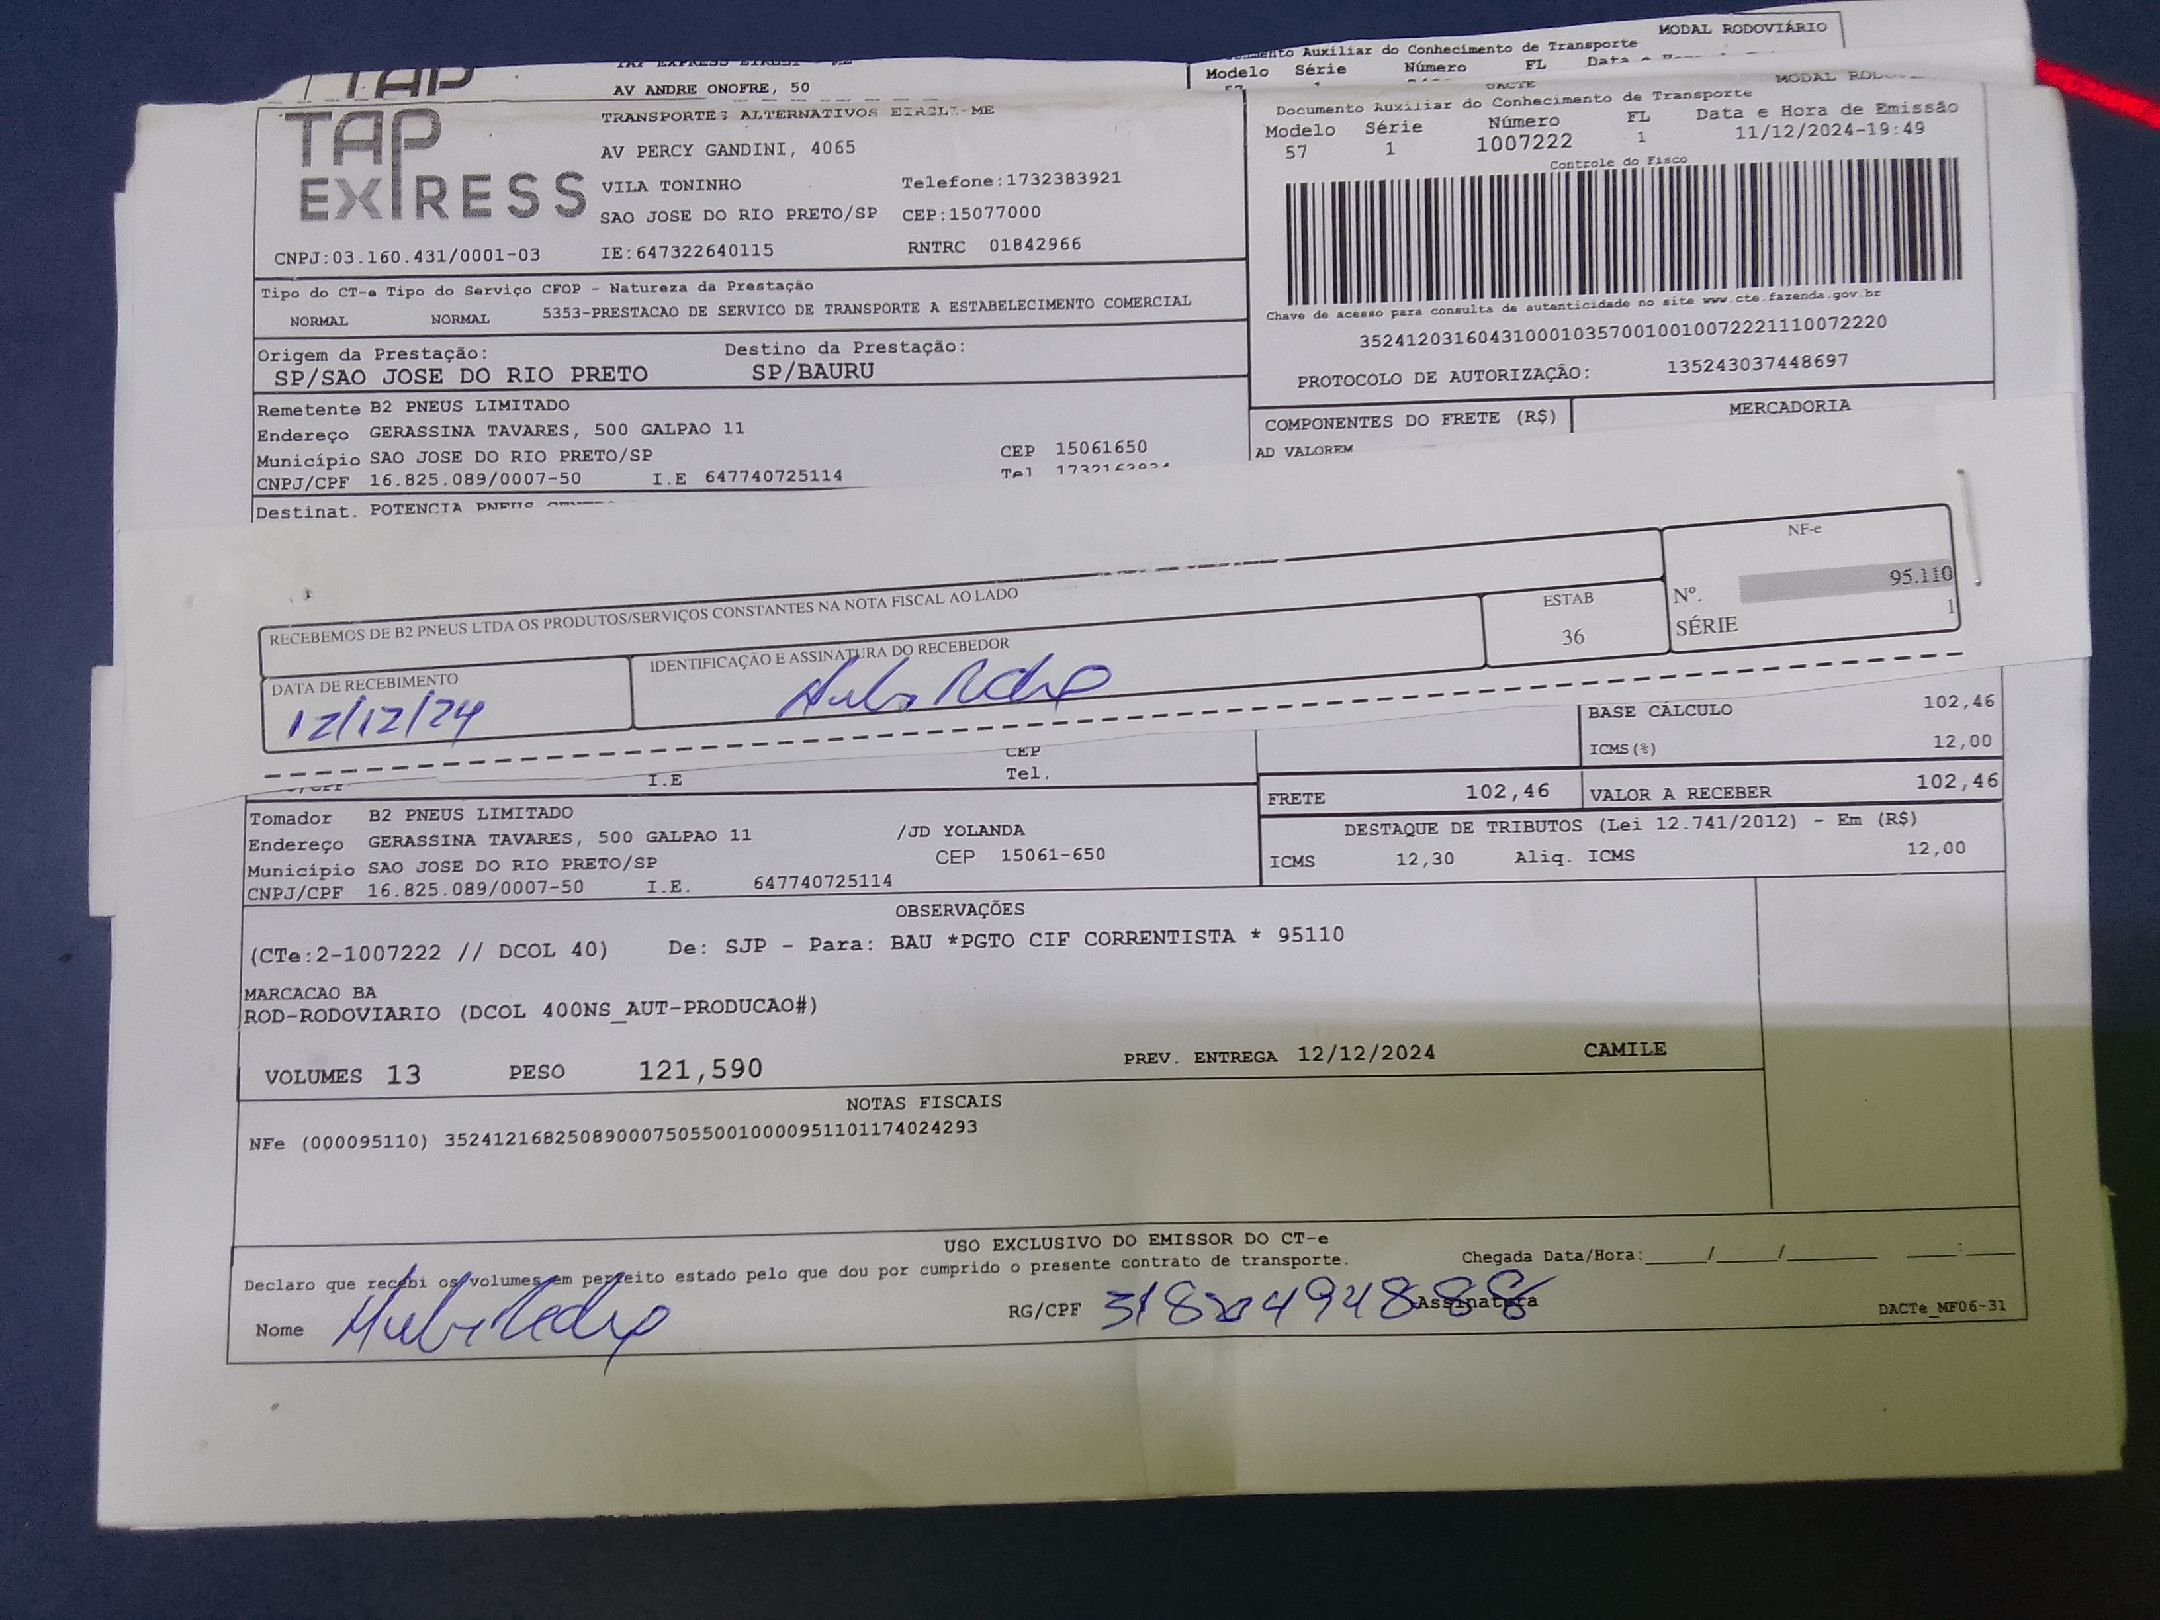 MODAL RODOVIÁRIO
Auxiliar do Conhecimento de Transporte
Modelo Série Número FL
TAP
AV ANDRE ONOFRE, 50
TAP EXPRESS
TRANSPORTES ALTERNATIVOS EIRELI-ME
AV PERCY GANDINI, 4065
VILA TONINHO Telefone:1732383921
SAO JOSE DO RIO PRETO/SP CEP:15077000
CNPJ:03.160.431/0001-03 IE:647322640115 RNTRC 01842966
DACTE
Documento Auxiliar do Conhecimento de Transporte
Modelo Série Número FL Data e Hora de Emissão
57 1 1007222 1 11/12/2024-19:49
Controle do Fisco
Chave de acesso para consulta de autenticidade no site www.cte.fazenda.gov.br
35241203160431000103570010010072221110072220
PROTOCOLO DE AUTORIZAÇÃO: 135243037448697
Tipo do CT-e Tipo do Serviço CFOP - Natureza da Prestação
NORMAL NORMAL 5353-PRESTACAO DE SERVICO DE TRANSPORTE A ESTABELECIMENTO COMERCIAL
Origem da Prestação: Destino da Prestação:
SP/SAO JOSE DO RIO PRETO SP/BAURU
Remetente B2 PNEUS LIMITADO
Endereço GERASSINA TAVARES, 500 GALPAO 11
Município SAO JOSE DO RIO PRETO/SP CEP 15061650
CNPJ/CPF 16.825.089/0007-50 I.E 647740725114 Tel
Destinat. POTENCIA PNEUS
COMPONENTES DO FRETE (R$) MERCADORIA
AD VALOREM
RECEBEMOS DE B2 PNEUS LTDA OS PRODUTOS/SERVIÇOS CONSTANTES NA NOTA FISCAL AO LADO
DATA DE RECEBIMENTO
12/12/24
IDENTIFICAÇÃO E ASSINATURA DO RECEBEDOR
ESTAB
36
NF-e
Nº. 95.110
SÉRIE 1
CEP
I.E Tel.
BASE CÁLCULO 102,46
ICMS(%) 12,00
FRETE 102,46 VALOR A RECEBER 102,46
DESTAQUE DE TRIBUTOS (Lei 12.741/2012) - Em (R$)
ICMS 12,30 Aliq. ICMS 12,00
Tomador B2 PNEUS LIMITADO
Endereço GERASSINA TAVARES, 500 GALPAO 11 /JD YOLANDA
Município SAO JOSE DO RIO PRETO/SP CEP 15061-650
CNPJ/CPF 16.825.089/0007-50 I.E. 647740725114
OBSERVAÇÕES
(CTe:2-1007222 // DCOL 40) De: SJP - Para: BAU *PGTO CIF CORRENTISTA * 95110
MARCACAO BA
ROD-RODOVIARIO (DCOL 400NS_AUT-PRODUCAO#)
VOLUMES 13 PESO 121,590 PREV. ENTREGA 12/12/2024 CAMILE
NOTAS FISCAIS
NFe (000095110) 35241216825089000750550010000951101174024293
USO EXCLUSIVO DO EMISSOR DO CT-e
Declaro que recebi os volumes em perfeito estado pelo que dou por cumprido o presente contrato de transporte. Chegada Data/Hora:____/____/______ ____:____
Nome RG/CPF Assinatura DACTe_MF06-31